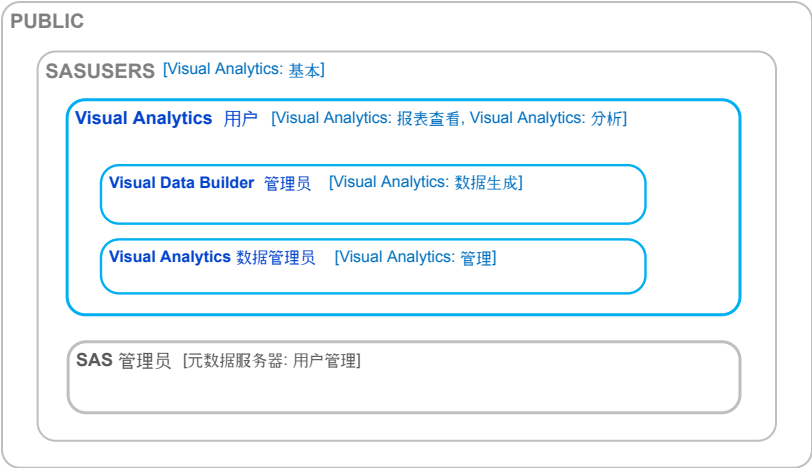 PUBLIC
SASUSERS [Visual Analytics: 基本]
Visual Analytics 用户 [Visual Analytics: 报表查看, Visual Analytics: 分析]
Visual Data Builder 管理员 [Visual Analytics: 数据生成]
Visual Analytics 数据管理员 [Visual Analytics: 管理]
SAS 管理员 [元数据服务器: 用户管理]